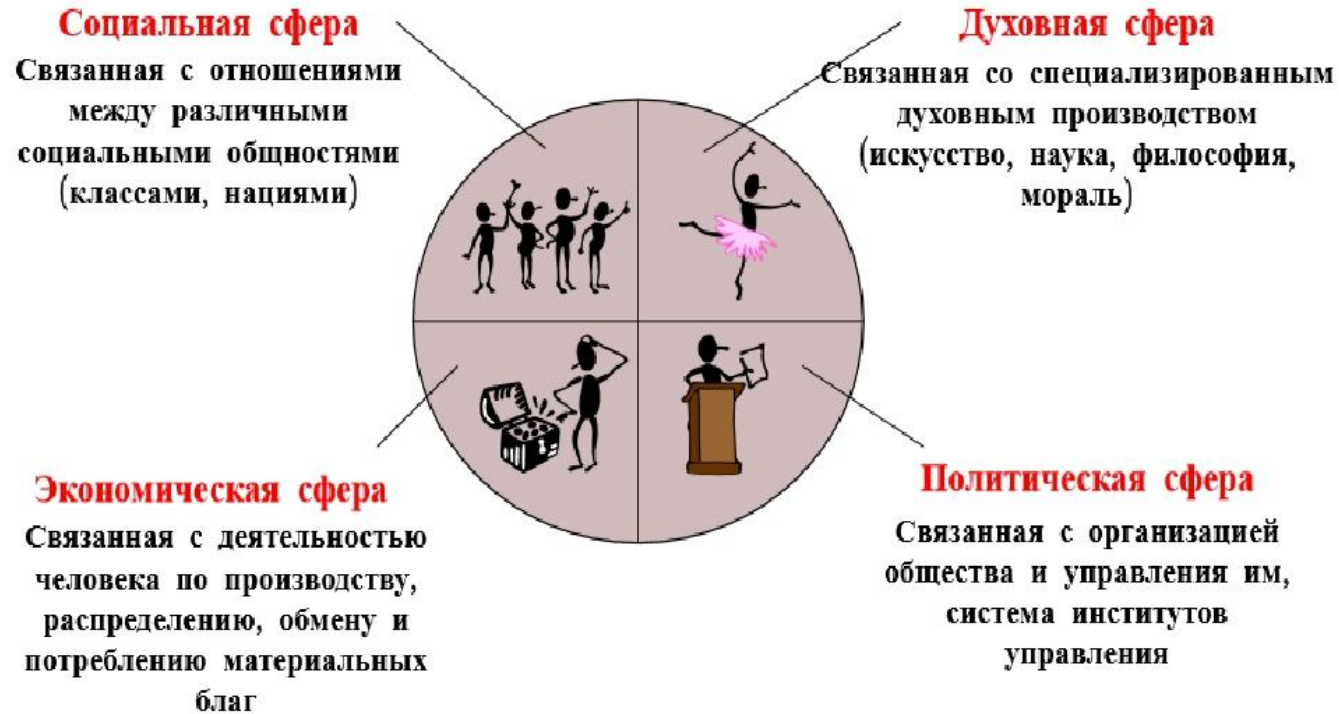 Социальная сфера
Связанная с отношениями
между различными
социальными общностями
(классами, нациями)
Духовная сфера
Связанная со специализированным
духовным производством
(искусство, наука, философия,
мораль)
Экономическая сфера
Связанная с деятельностью
человека по производству,
распределению, обмену и
потреблению материальных
благ
Политическая сфера
Связанная с организацией
общества и управления им,
система институтов
управления